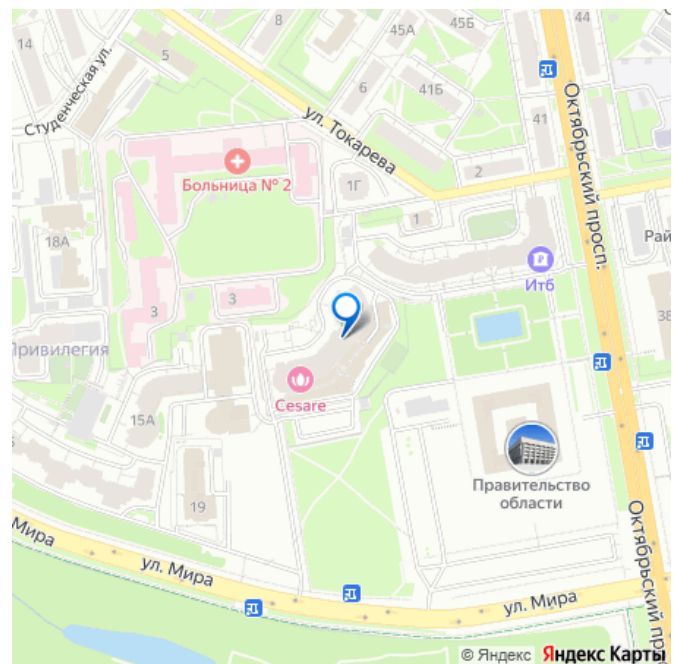 14
8
45А
45Б
44
5
Студенческая ул.
6
41Б
ул. Токарева
41
Октябрьский просп.
Больница № 2
1Г
2
1
18А
Рай
Итб
3
3
38
Привилегия
Cesare
15А
19
Правительство
области
Мира
ул. Мира
ул. Мира
Октябрьский про
© Яндекс Яндекс Карты